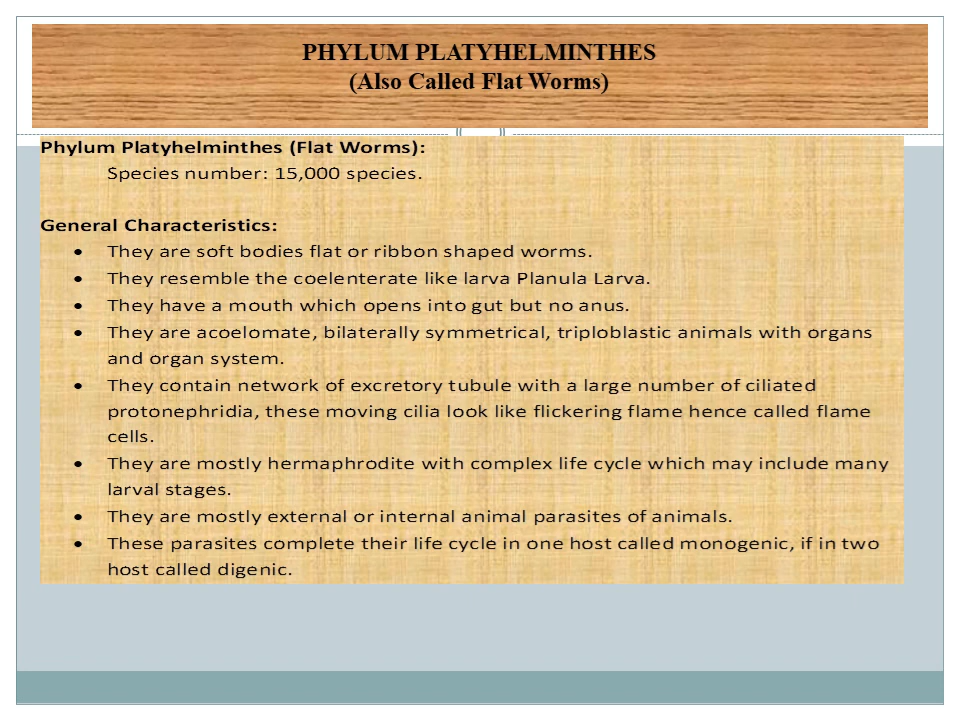 PHYLUM PLATYHELMINTHES
(Also Called Flat Worms)
Phylum Platyhelminthes (Flat Worms):
Species number: 15,000 species.
General Characteristics:
• They are soft bodies flat or ribbon shaped worms.
• They resemble the coelenterate like larva Planula Larva.
• They have a mouth which opens into gut but no anus.
• They are acoelomate, bilaterally symmetrical, triploblastic animals with organs
and organ system.
• They contain network of excretory tubule with a large number of ciliated
protonephridia, these moving cilia look like flickering flame hence called flame
cells.
• They are mostly hermaphrodite with complex life cycle which may include many
larval stages.
• They are mostly external or internal animal parasites of animals.
• These parasites complete their life cycle in one host called monogenic, if in two
host called digenic.